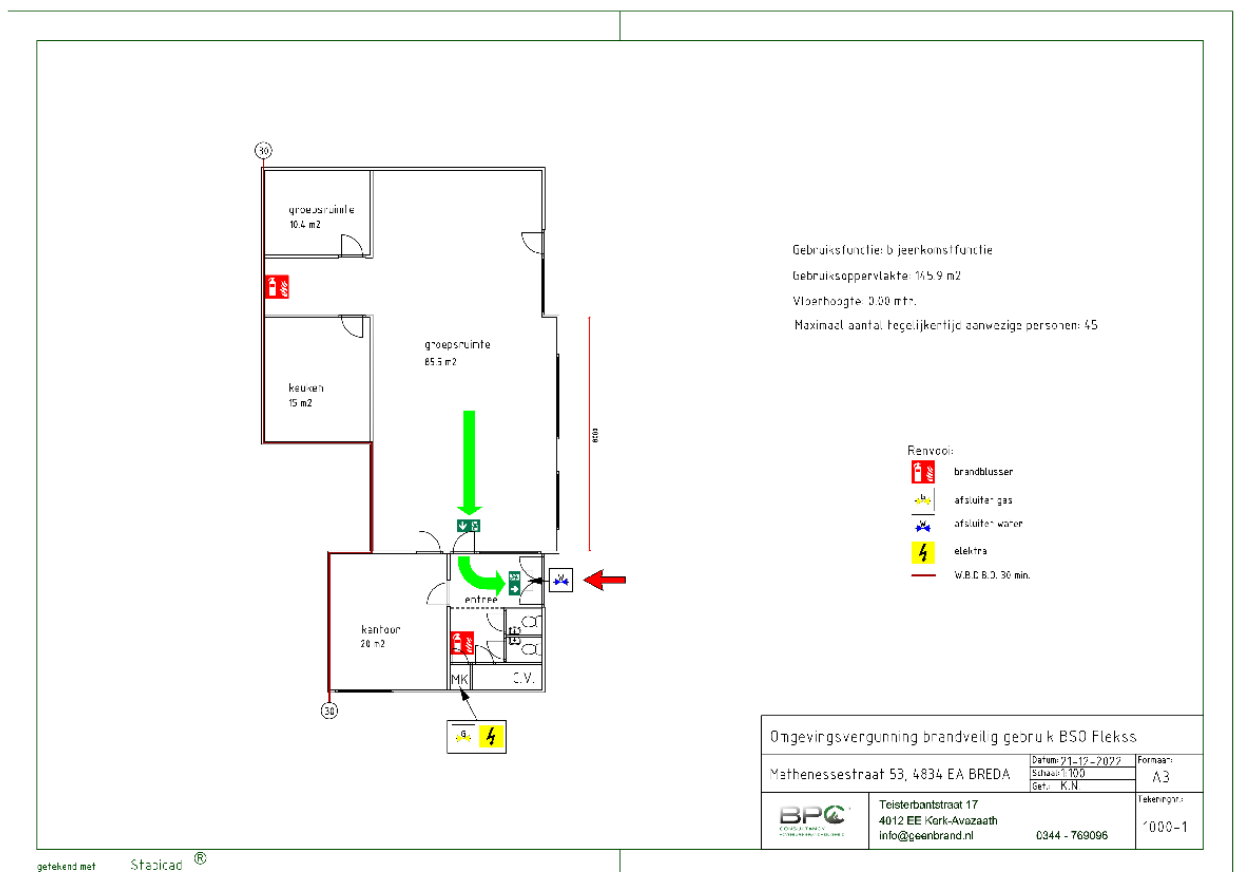 30
groepsruimte
10.4 m2
groepsruimte
85.5 m2
keuken
15 m2
8000
entree
kantoor
20 m2
MK
C.V.
30
G
W
Gebruiksfunctie: bijeenkomstfunctie
Gebruiksoppervlakte: 145.9 m2
Vloerhoogte: 0.00 mtr.
Maximaal aantal tegelijkertijd aanwezige personen: 45
Renvooi:
brandblusser
afsluiter gas
afsluiter water
elektra
W.B.D.B.O. 30 min.
Omgevingsvergunning brandveilig gebruik BSO Flekss
Mathenessestraat 53, 4834 EA BREDA
Datum: 21-12-2022
Schaal: 1:100
Get.: K.N.
Formaat:
A3
BPC
CONSULTANCY
Teisterbantstraat 17
4012 EE Kerk-Avezaath
info@geenbrand.nl
0344 - 769096
Tekeningnr.:
1000-1
getekend met Stabicad ®